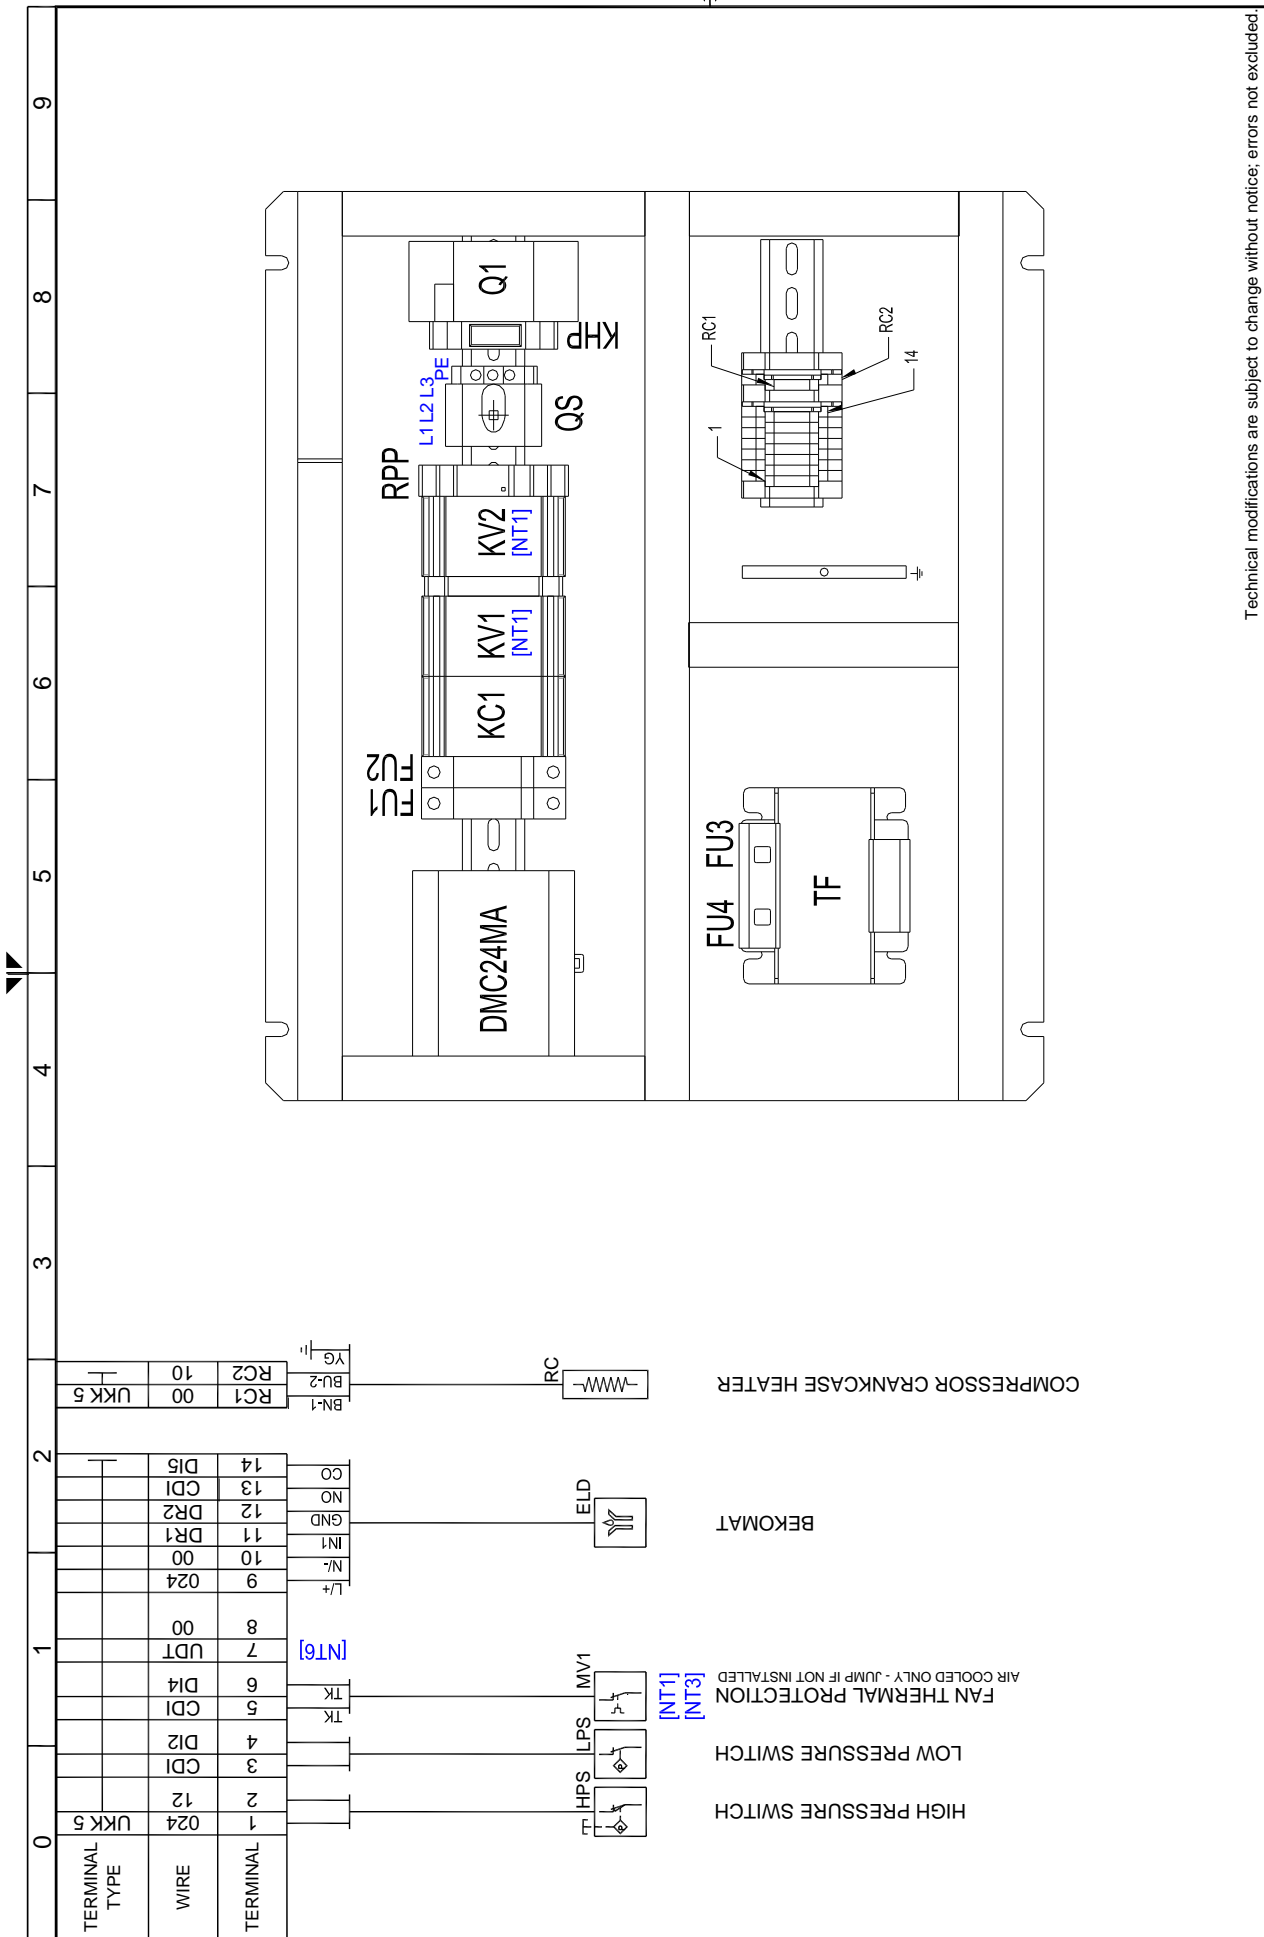 9
8
7
6
5
4
3
2
1
0
Technical modifications are subject to change without notice; errors not excluded.
Q1
KHP
PE
L1 L2 L3
QS
RPP
KV2
[NT1]
KV1
[NT1]
KC1
FU2
FU1
DMC24MA
RC1
RC2
14
1
FU3
FU4
TF
TERMINAL TYPE
WIRE
TERMINAL
UKK 5 024 1
12 2
CDI 3
DI2 4
CDI 5 TK
DI4 6 TK
UDT 7 [NT6]
00 8
024 9 L/+
00 10 N/-
DR1 11 IN1
DR2 12 GND
CDI 13 NO
DI5 14 CO
UKK 5 00 RC1 BN-1
10 RC2 BU-2
YG
HPS
HIGH PRESSURE SWITCH
LPS
LOW PRESSURE SWITCH
MV1
[NT1]
[NT3]
FAN THERMAL PROTECTION
AIR COOLED ONLY - JUMP IF NOT INSTALLED
ELD
BEKOMAT
RC
COMPRESSOR CRANKCASE HEATER